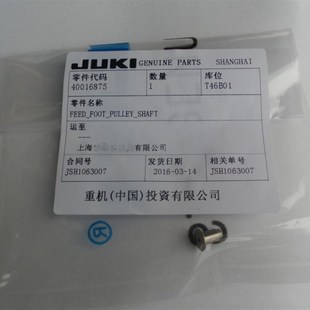 JUKI GENUINE PARTS SHANGHAI
零件代码 数量 库位
40016875 1 T46B01
零件名称
FEED_FOOT_PULLEY_SHAFT
运至
上海 有限公司
合同号 发货日期 相关单号
JSH1063007 2016-03-14 JSH1063007
重机(中国)投資有限公司